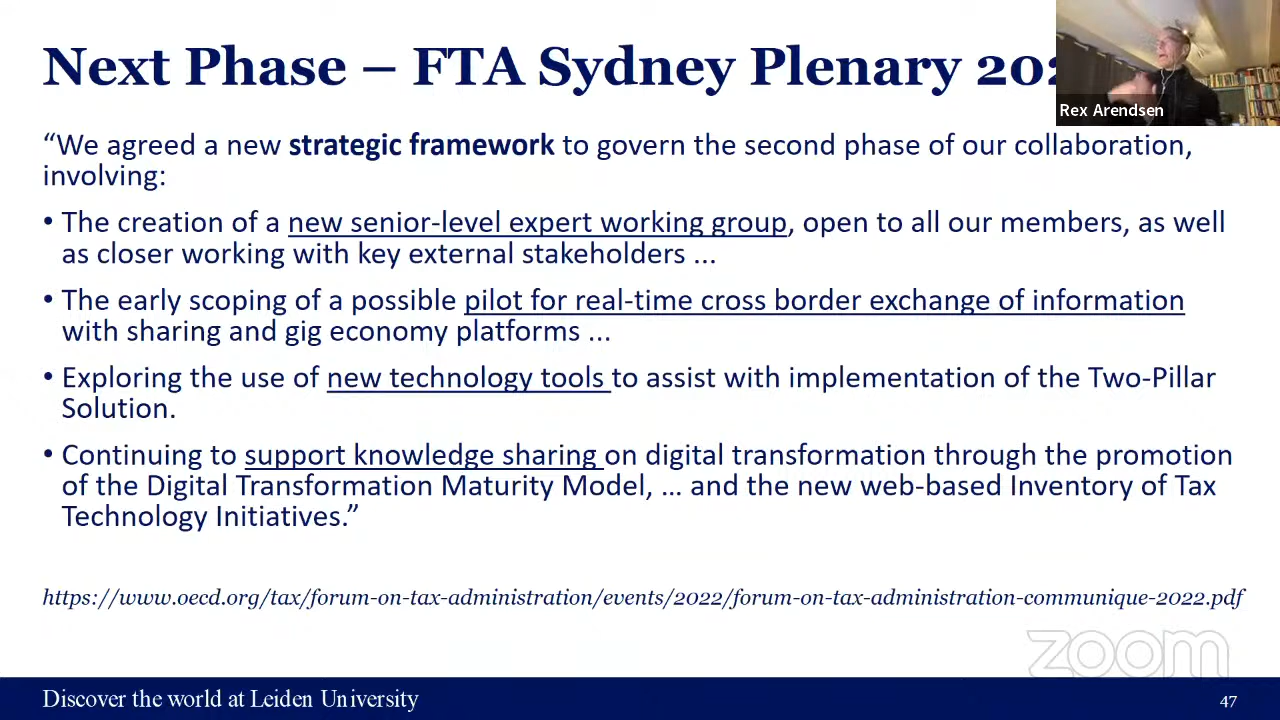 Next Phase – FTA Sydney Plenary
Rex Arendsen
“We agreed a new strategic framework to govern the second phase of our collaboration,
involving:
• The creation of a new senior-level expert working group, open to all our members, as well
as closer working with key external stakeholders ...
• The early scoping of a possible pilot for real-time cross border exchange of information
with sharing and gig economy platforms ...
• Exploring the use of new technology tools to assist with implementation of the Two-Pillar
Solution.
• Continuing to support knowledge sharing on digital transformation through the promotion
of the Digital Transformation Maturity Model, ... and the new web-based Inventory of Tax
Technology Initiatives.”
https://www.oecd.org/tax/forum-on-tax-administration/events/2022/forum-on-tax-administration-communique-2022.pdf
zoom
Discover the world at Leiden University
47